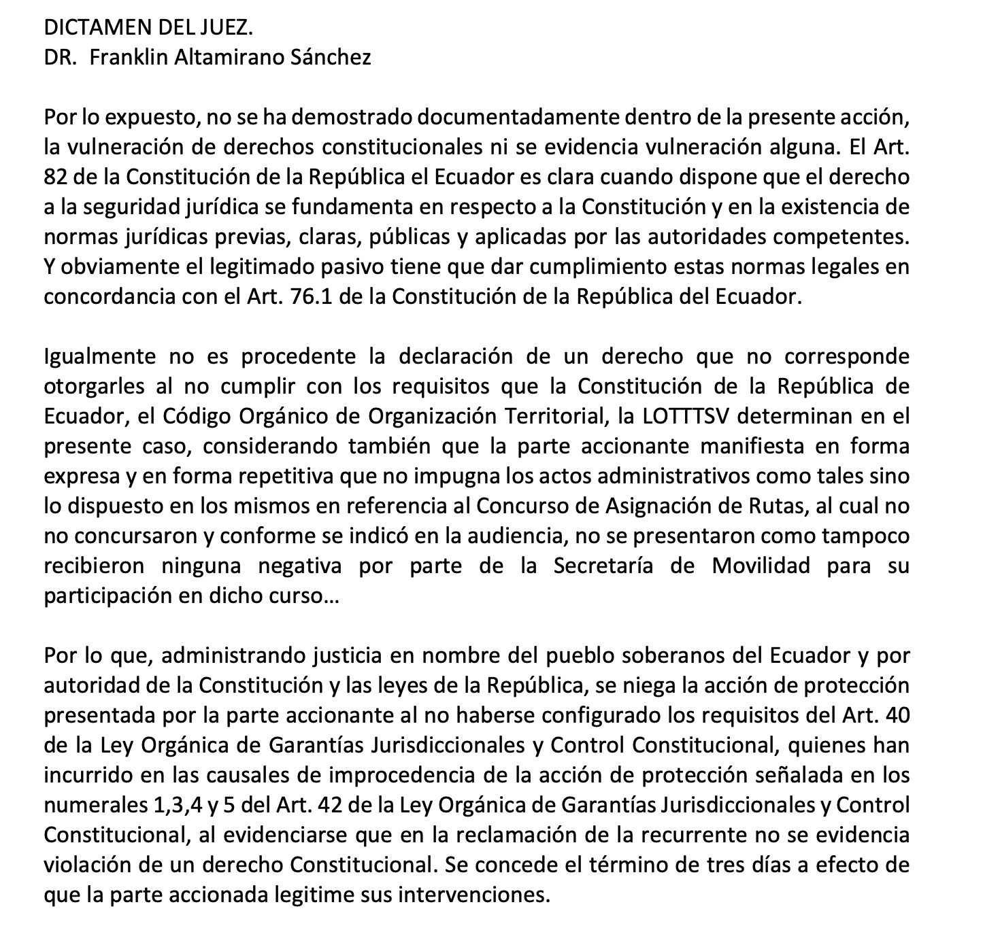 DICTAMEN DEL JUEZ.
DR.  Franklin Altamirano Sánchez
Por lo expuesto, no se ha demostrado documentadamente dentro de la presente acción,
la vulneración de derechos constitucionales ni se evidencia vulneración alguna. El Art.
82 de la Constitución de la República el Ecuador es clara cuando dispone que el derecho
a la seguridad jurídica se fundamenta en respecto a la Constitución y en la existencia de
normas jurídicas previas, claras, públicas y aplicadas por las autoridades competentes.
Y obviamente el legitimado pasivo tiene que dar cumplimiento estas normas legales en
concordancia con el Art. 76.1 de la Constitución de la República del Ecuador.
Igualmente no es procedente la declaración de un derecho que no corresponde
otorgarles al no cumplir con los requisitos que la Constitución de la República de
Ecuador, el Código Orgánico de Organización Territorial, la LOTTTSV determinan en el
presente caso, considerando también que la parte accionante manifiesta en forma
expresa y en forma repetitiva que no impugna los actos administrativos como tales sino
lo dispuesto en los mismos en referencia al Concurso de Asignación de Rutas, al cual no
no concursaron y conforme se indicó en la audiencia, no se presentaron como tampoco
recibieron ninguna negativa por parte de la Secretaría de Movilidad para su
participación en dicho curso...
Por lo que, administrando justicia en nombre del pueblo soberanos del Ecuador y por
autoridad de la Constitución y las leyes de la República, se niega la acción de protección
presentada por la parte accionante al no haberse configurado los requisitos del Art. 40
de la Ley Orgánica de Garantías Jurisdiccionales y Control Constitucional, quienes han
incurrido en las causales de improcedencia de la acción de protección señalada en los
numerales 1,3,4 y 5 del Art. 42 de la Ley Orgánica de Garantías Jurisdiccionales y Control
Constitucional, al evidenciarse que en la reclamación de la recurrente no se evidencia
violación de un derecho Constitucional. Se concede el término de tres días a efecto de
que la parte accionada legitime sus intervenciones.